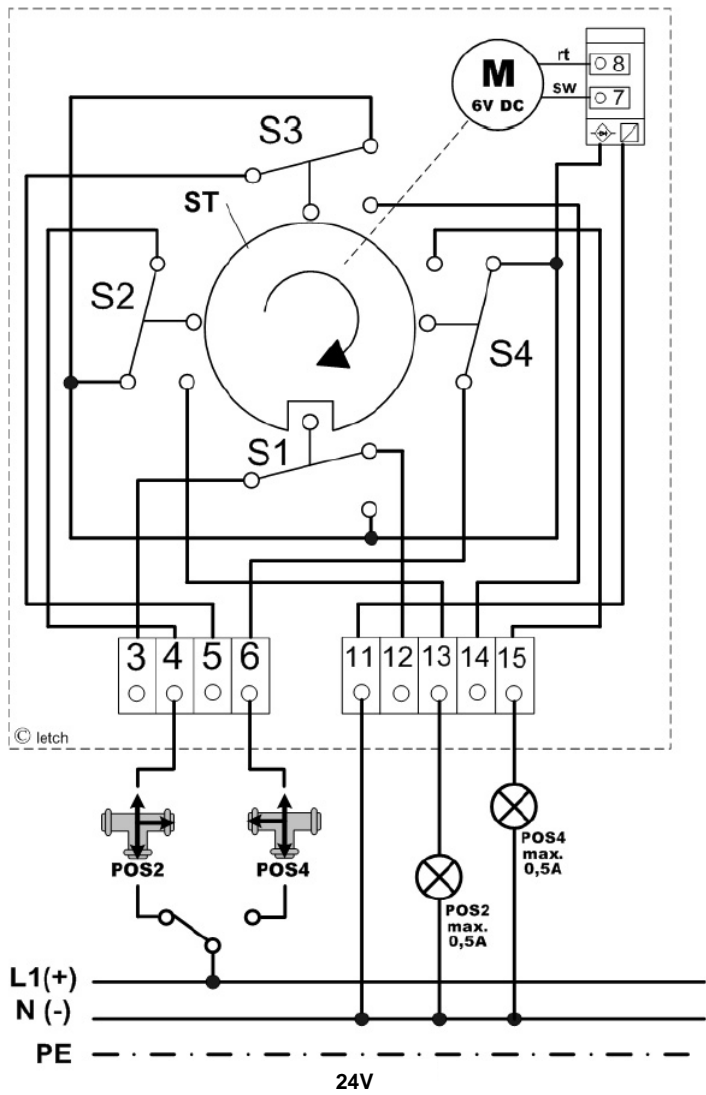 M
6V DC
rt
8
sw
7
S3
ST
S2
S4
S1
3 4 5 6
11 12 13 14 15
© letch
POS2
POS4
POS4
max.
0,5A
POS2
max.
0,5A
L1(+)
N (-)
PE
24V